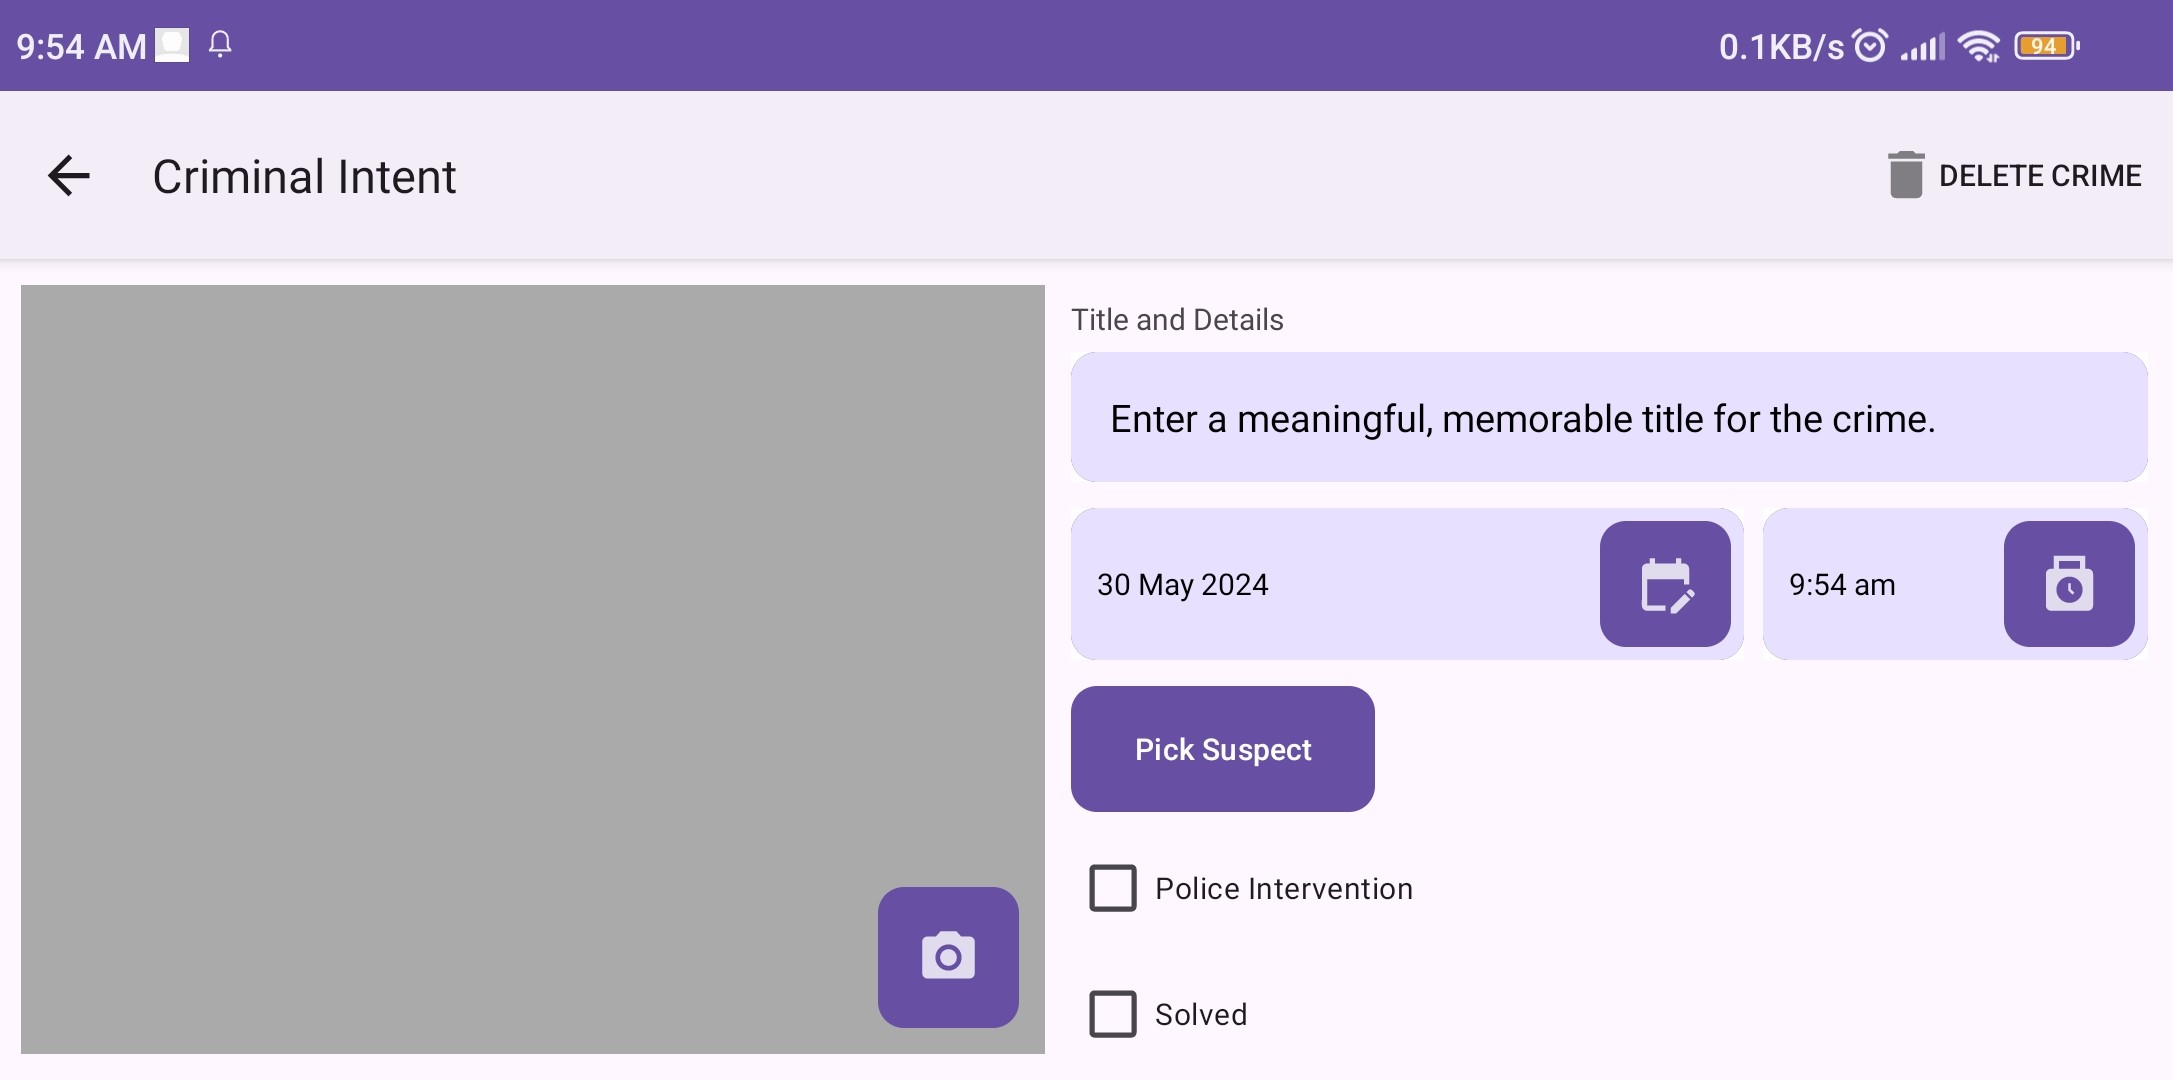 9:54 AM
0.1KB/s
94
Criminal Intent
DELETE CRIME
Title and Details
Enter a meaningful, memorable title for the crime.
30 May 2024
9:54 am
Pick Suspect
Police Intervention
Solved